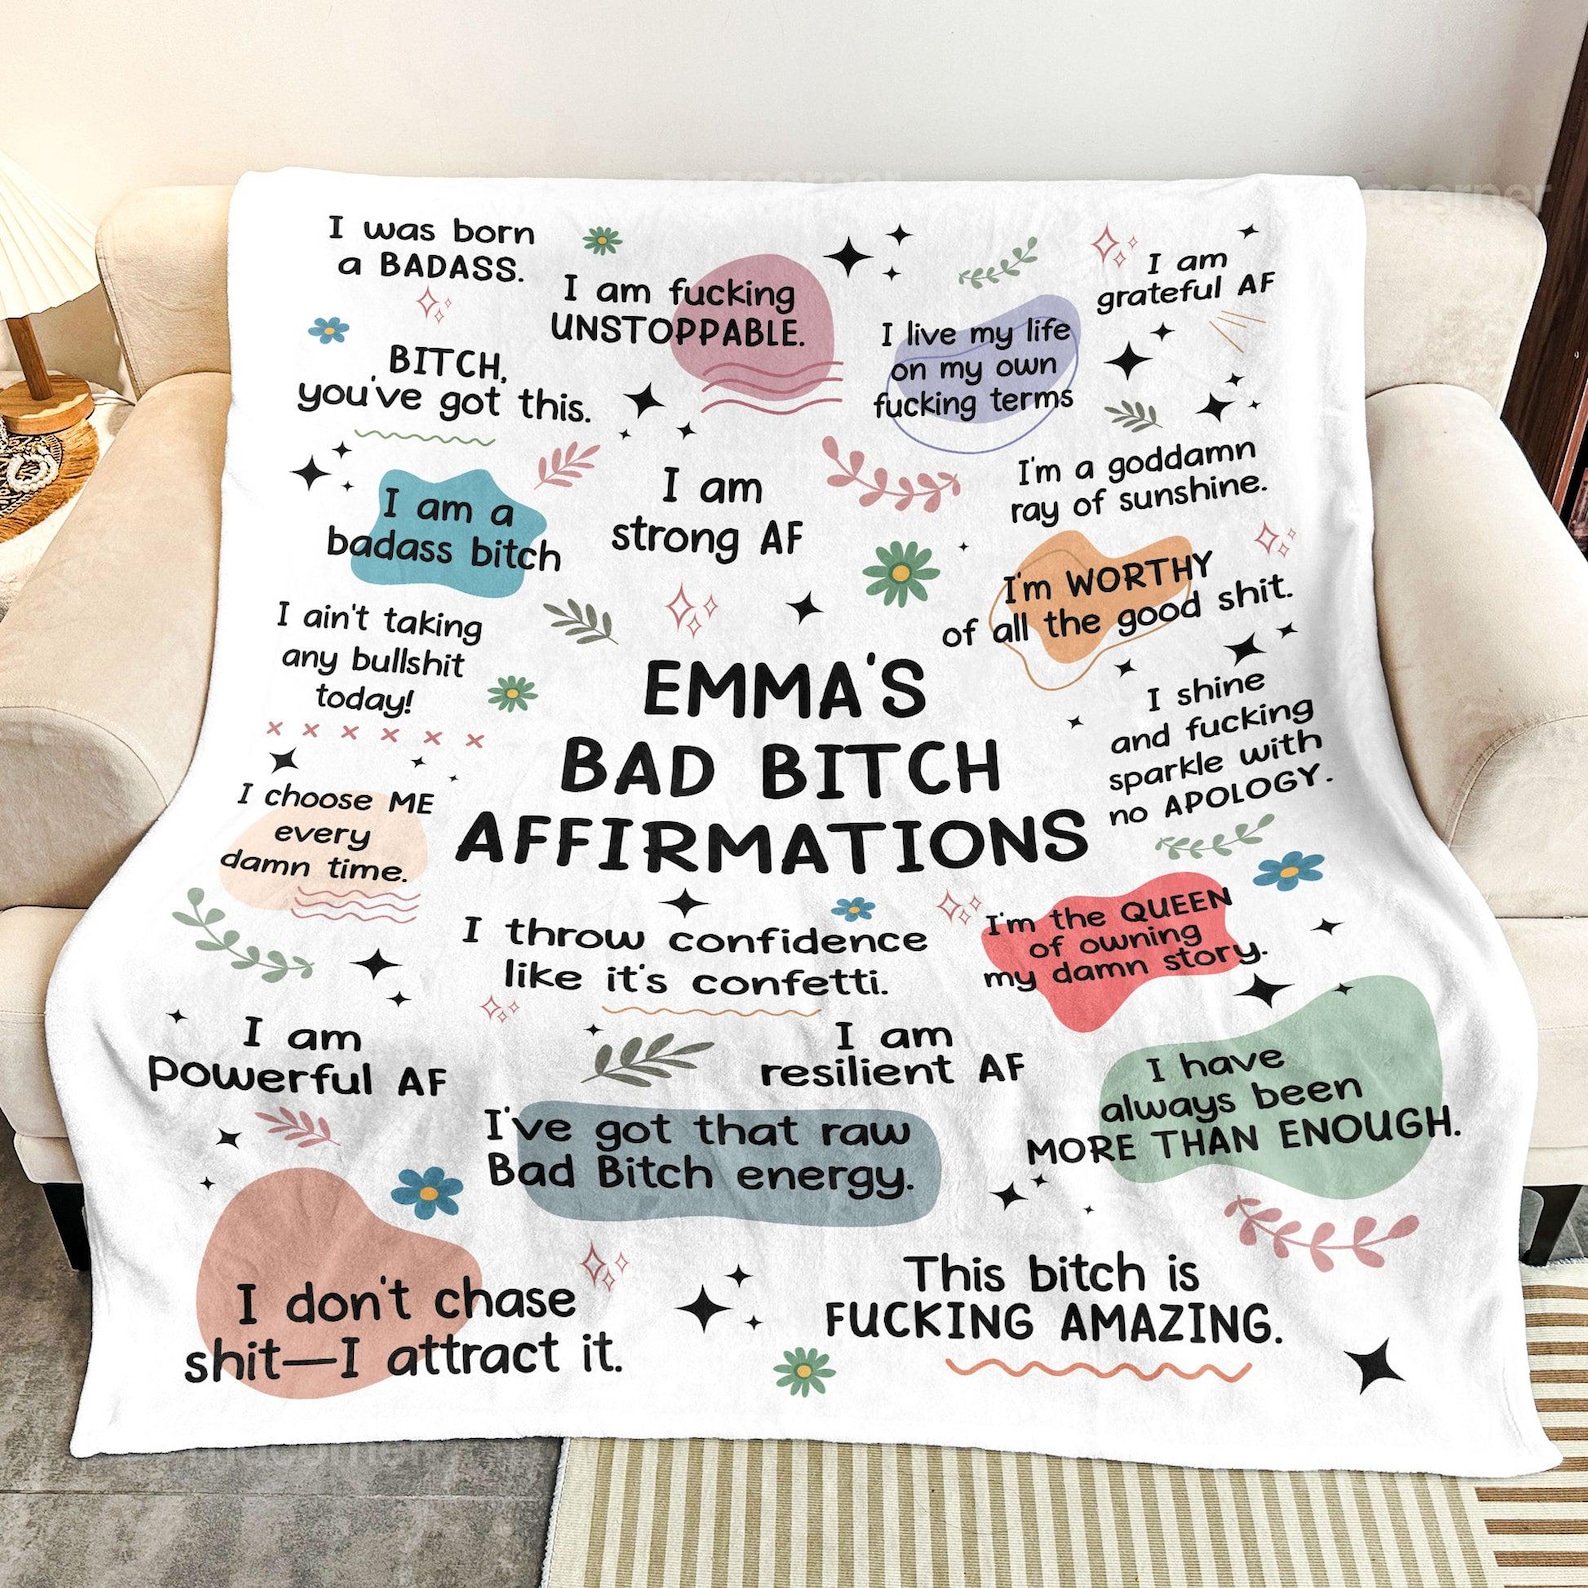 macorner
macorner
I was born
a BADASS.
I am fucking
UNSTOPPABLE.
I am
grateful AF
I live my life
on my own
fucking terms
BITCH,
you've got this.
I'm a goddamn
ray of sunshine.
I am a
badass bitch
I am
strong AF
I'm WORTHY
of all the good shit.
I ain't taking
any bullshit
today!
EMMA'S
BAD BITCH
AFFIRMATIONS
I shine
and fucking
sparkle with
no APOLOGY.
I choose ME
every
damn time.
I throw confidence
like it's confetti.
I'm the QUEEN
of owning
my damn story.
I am
powerful AF
I am
resilient AF
I have
always been
MORE THAN ENOUGH.
I've got that raw
Bad Bitch energy.
I don't chase
shit—I attract it.
This bitch is
FUCKING AMAZING.
macorner